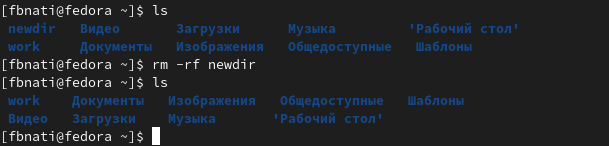 [fbnati@fedora ~]$ ls
newdir Видео Загрузки Музыка 'Рабочий стол'
work Документы Изображения Общедоступные Шаблоны
[fbnati@fedora ~]$ rm -rf newdir
[fbnati@fedora ~]$ ls
work Документы Изображения Общедоступные Шаблоны
Видео Загрузки Музыка 'Рабочий стол'
[fbnati@fedora ~]$